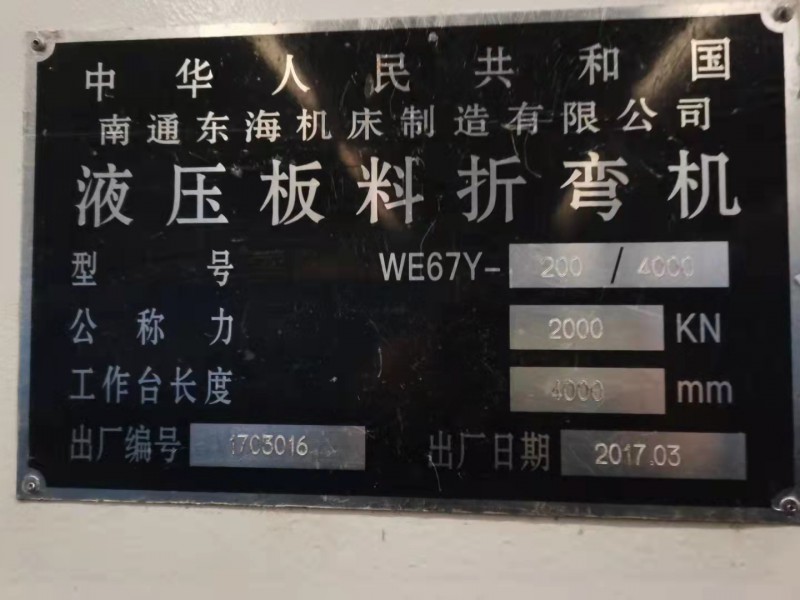 中华人民共和国
南通东海机床制造有限公司
液压板料折弯机
型号 WE67Y-200/4000
公称力 2000 KN
工作台长度 4000 mm
出厂编号 17C3016 出厂日期 2017.03